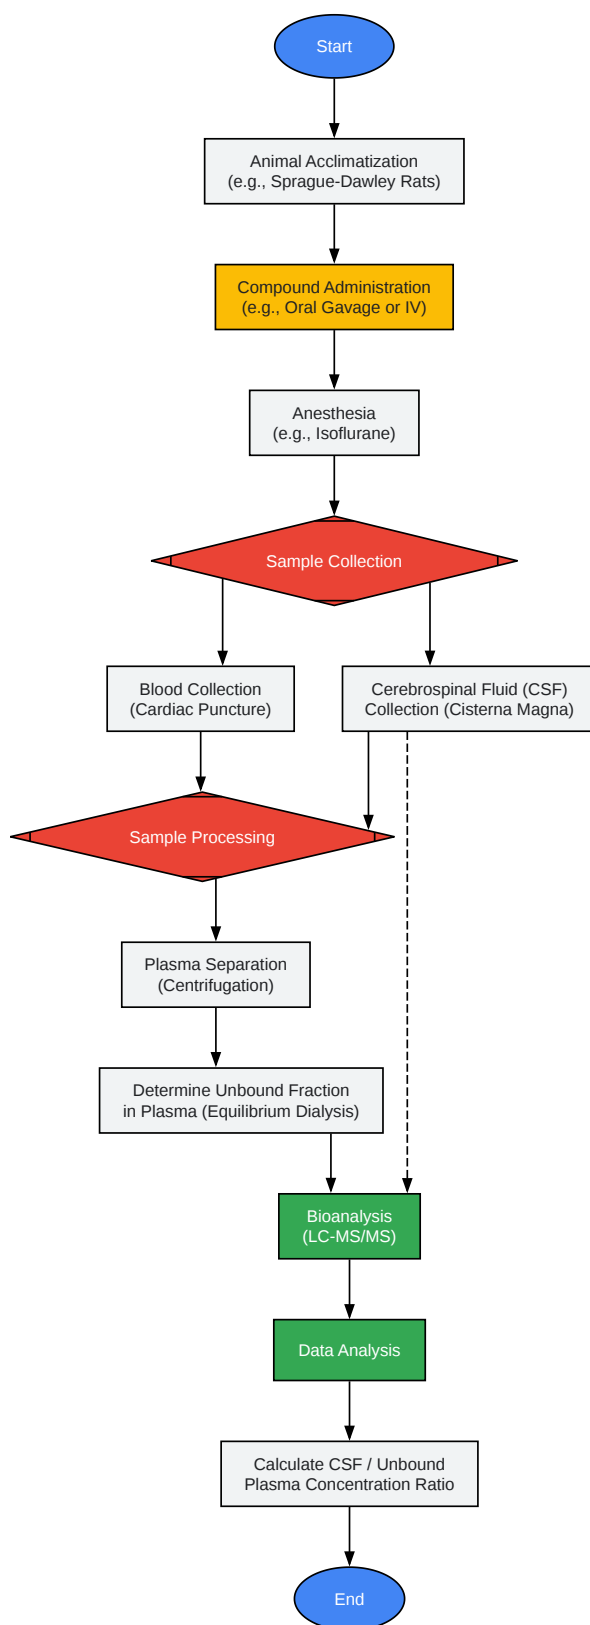 Start
Animal Acclimatization
(e.g., Sprague-Dawley Rats)
Compound Administration
(e.g., Oral Gavage or IV)
Anesthesia
(e.g., Isoflurane)
Sample Collection
Blood Collection
(Cardiac Puncture)
Cerebrospinal Fluid (CSF)
Collection (Cisterna Magna)
Sample Processing
Plasma Separation
(Centrifugation)
Determine Unbound Fraction
in Plasma (Equilibrium Dialysis)
Bioanalysis
(LC-MS/MS)
Data Analysis
Calculate CSF / Unbound
Plasma Concentration Ratio
End